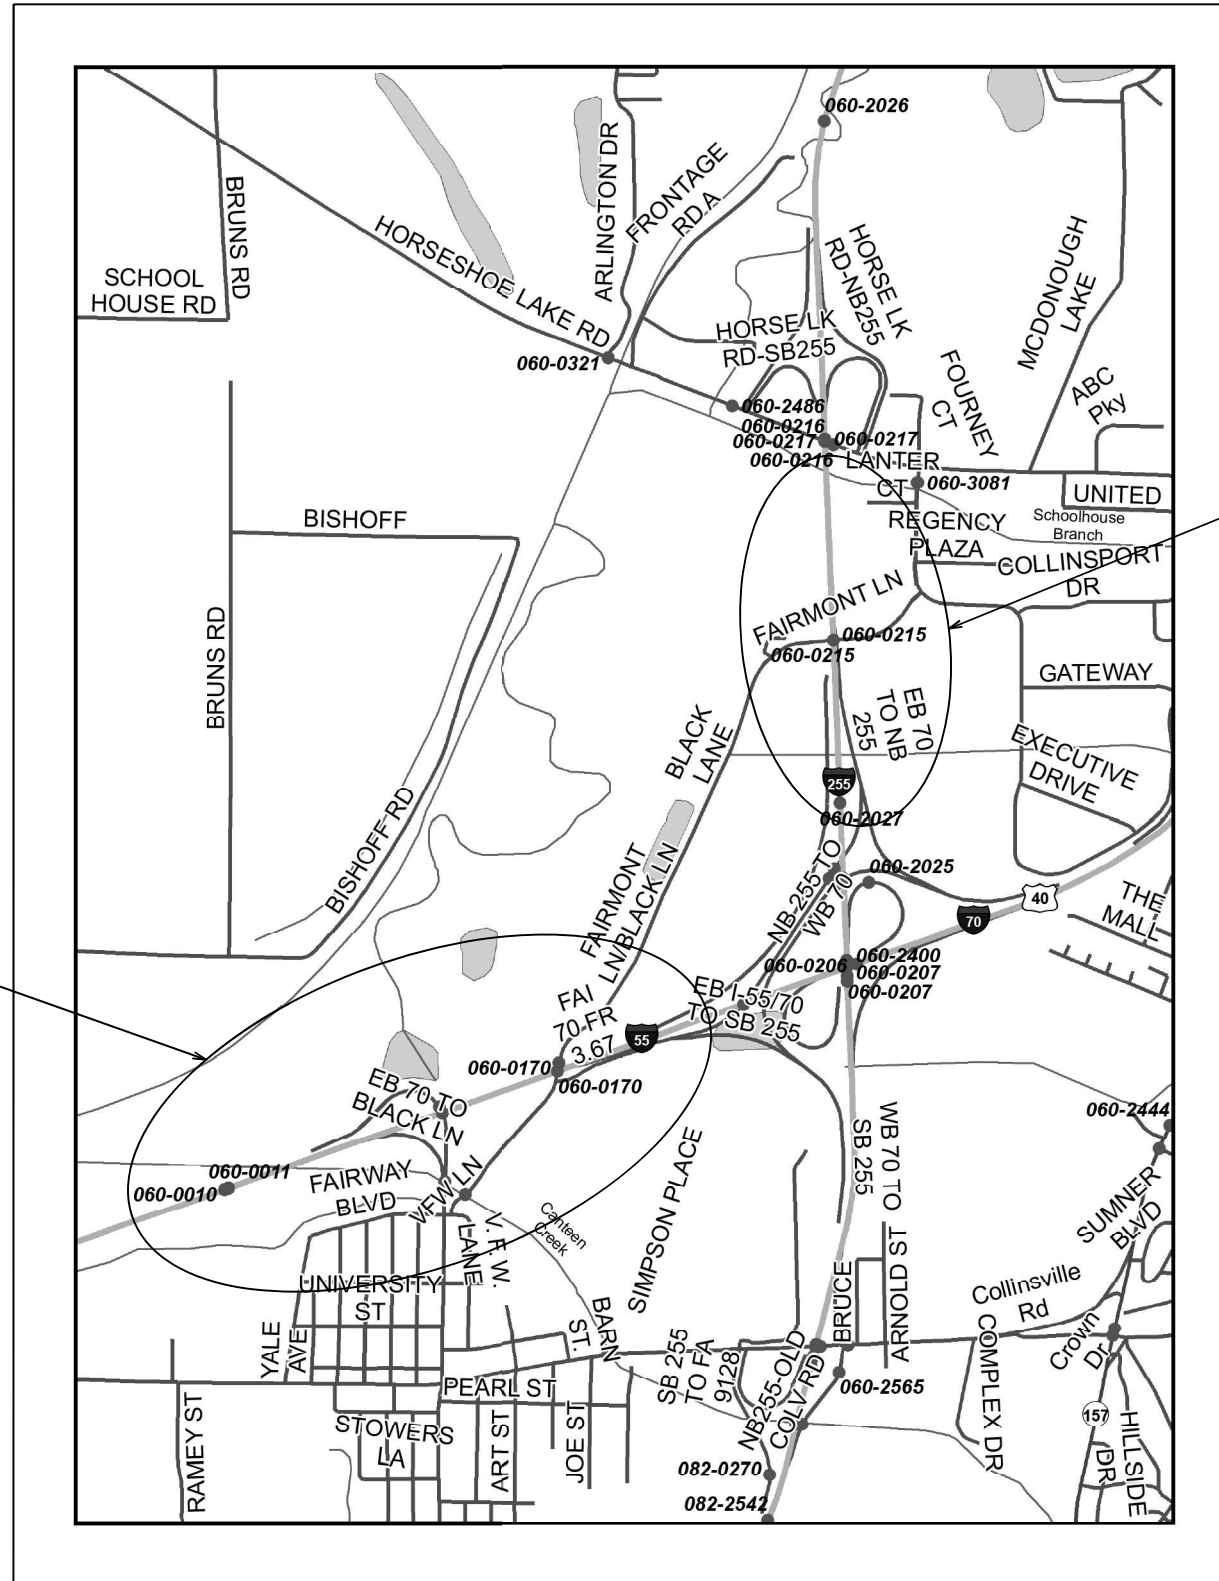 060-2026
BRUNS RD
ARLINGTON DR
FRONTAGE
RD A
HORSESHOE LAKE RD
HORSE LK
RD-NB255
MCDONOUGH
LAKE
SCHOOL
HOUSE RD
HORSE LK
RD-SB255
060-0321
FOURNEY
CT
ABC
Pky
060-2486
060-0216
060-0217
060-0217
060-0216
LANTER
CT
060-3081
UNITED
BISHOFF
REGENCY
PLAZA
Schoolhouse
Branch
COLLINSPORT
DR
FAIRMONT LN
060-0215
060-0215
BRUNS RD
GATEWAY
EB 70
TO NB
255
BLACK
LANE
EXECUTIVE
DRIVE
255
060-2027
BISHOFF RD
FAIRMONT
LN/BLACK LN
NB-255 TO
WB 70
060-2025
40
THE
MALL
70
060-2400
060-0206
060-0207
060-0207
EB I-55/70
TO SB 255
FAI
70-FR
3.67
55
060-0170
060-0170
EB 70 TO
BLACK LN
060-2444
WB 70 TO
SB 255
060-0011
060-0010
FAIRWAY
BLVD
VFW LN
SIMPSON PLACE
SUMNER
BLVD
Canteen
Creek
V. F. W.
LANE
UNIVERSITY
ST
BRUCE
ARNOLD ST
Collinsville
Rd
YALE
AVE
BARN
ST.
SB 255
TO FA
9128
NB255-OLD
COLV RD
COMPLEX DR
Crown
Dr
PEARL ST
060-2565
RAMEY ST
STOWERS
LA
ART ST
JOE ST
157
HILLSIDE
DR
082-0270
082-2542